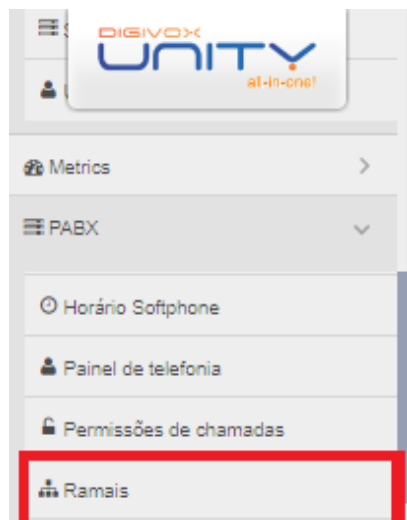 DIGIVOX
UNITY
all-in-one!
Metrics
PABX
Horário Softphone
Painel de telefonia
Permissões de chamadas
Ramais